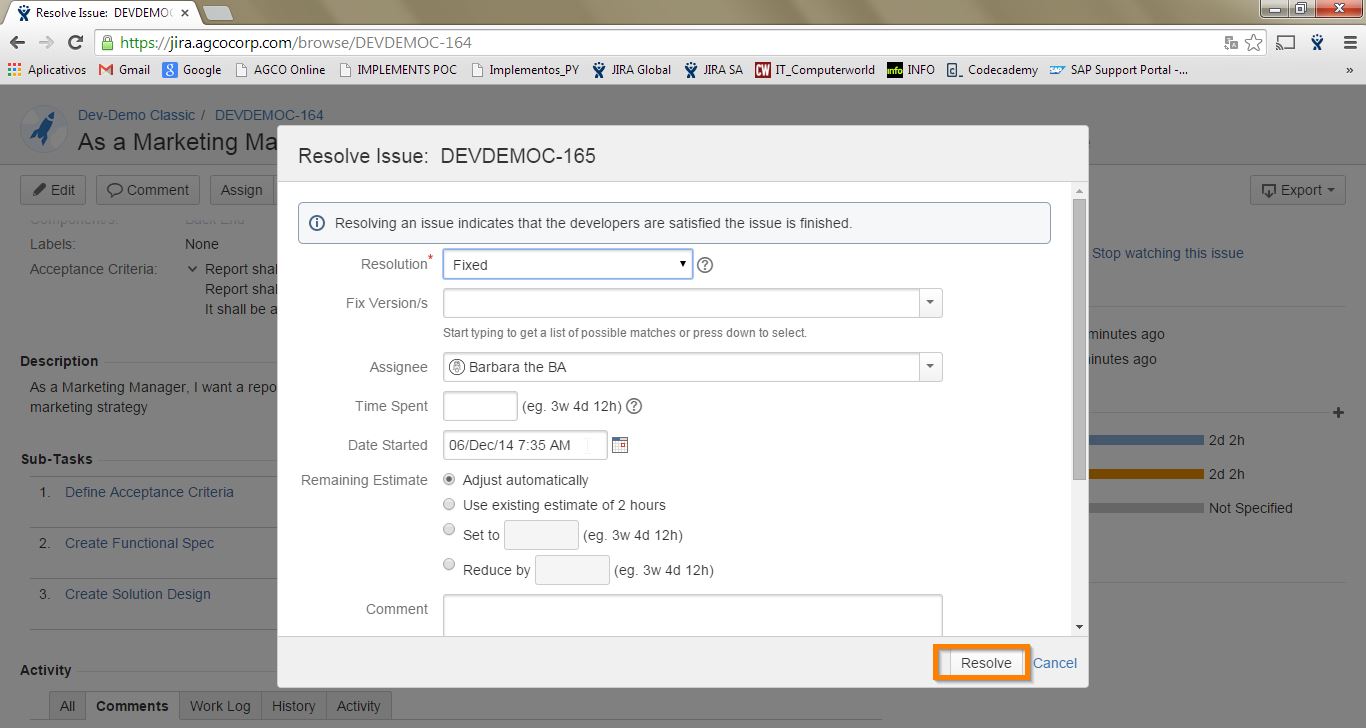 Resolve Issue: DEVDEMOC
https://jira.agcocorp.com/browse/DEVDEMOC-164
Aplicativos Gmail Google AGCO Online IMPLEMENTS POC Implementos_PY JIRA Global JIRA SA IT_Computerworld INFO Codecademy SAP Support Portal -... »
Dev-Demo Classic / DEVDEMOC-164
As a Marketing Ma
Edit Comment Assign Export
Components: Back End
Labels: None
Acceptance Criteria: Report shal
Report shal
It shall be a
Description
As a Marketing Manager, I want a repo
marketing strategy
Sub-Tasks
1. Define Acceptance Criteria
2. Create Functional Spec
3. Create Solution Design
Activity
All Comments Work Log History Activity
Resolve Issue: DEVDEMOC-165
Resolving an issue indicates that the developers are satisfied the issue is finished.
Resolution* Fixed
Fix Version/s
Start typing to get a list of possible matches or press down to select.
Assignee Barbara the BA
Time Spent (eg. 3w 4d 12h)
Date Started 06/Dec/14 7:35 AM
Remaining Estimate Adjust automatically
Use existing estimate of 2 hours
Set to (eg. 3w 4d 12h)
Reduce by (eg. 3w 4d 12h)
Comment
Resolve Cancel
Stop watching this issue
minutes ago
inutes ago
2d 2h
2d 2h
Not Specified